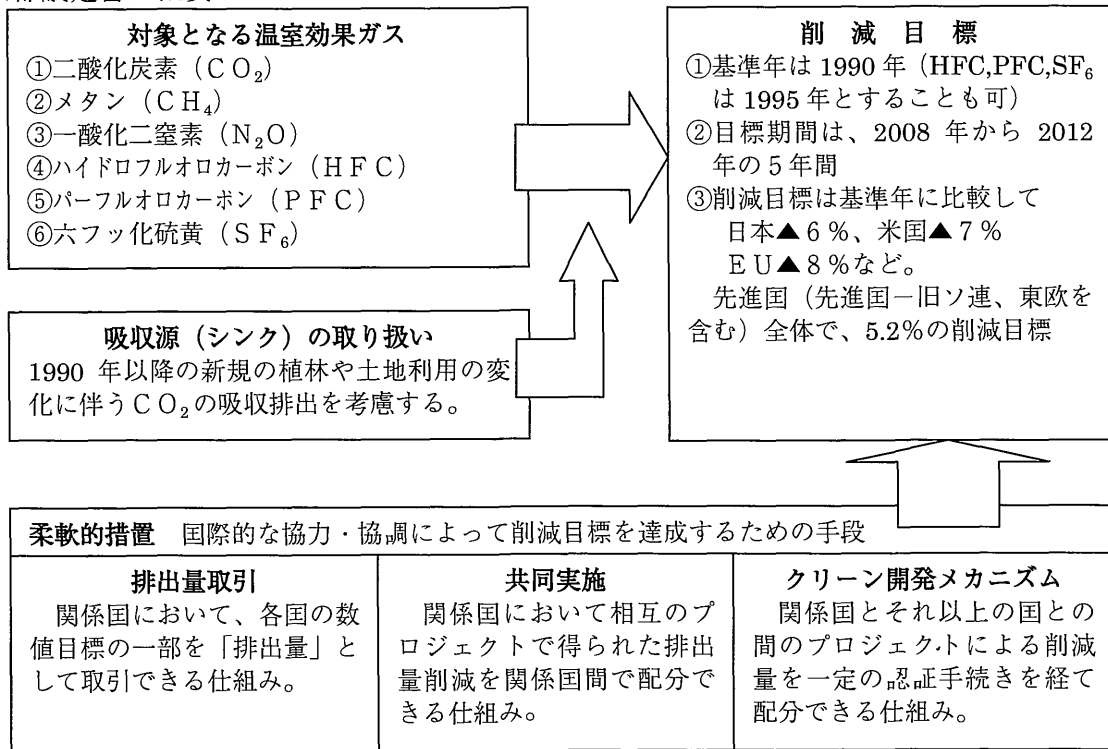 対象となる温室効果ガス
①二酸化炭素（ＣＯ₂）
②メタン（ＣＨ₄）
③一酸化二窒素（Ｎ₂Ｏ）
④ハイドロフルオロカーボン（ＨＦＣ）
⑤パーフルオロカーボン（ＰＦＣ）
⑥六フッ化硫黄（ＳＦ₆）
吸収源（シンク）の取り扱い
1990 年以降の新規の植林や土地利用の変
化に伴うＣＯ₂の吸収排出を考慮する。
削 減 目 標
①基準年は 1990 年（HFC,PFC,SF₆
は 1995 年とすることも可）
②目標期間は、2008 年から 2012
年の 5 年間
③削減目標は基準年に比較して
日本▲6％、米国▲7％
ＥＵ▲8％など。
先進国（先進国－旧ソ連、東欧を
含む）全体で、5.2%の削減目標
柔軟的措置 国際的な協力・協調によって削減目標を達成するための手段
排出量取引
関係国において、各国の数
値目標の一部を「排出量」と
して取引できる仕組み。
共同実施
関係国において相互のプ
ロジェクトで得られた排出
量削減を関係国間で配分で
きる仕組み。
クリーン開発メカニズム
関係国とそれ以上の国との
間のプロジェクトによる削減
量を一定の認証手続きを経て
配分できる仕組み。